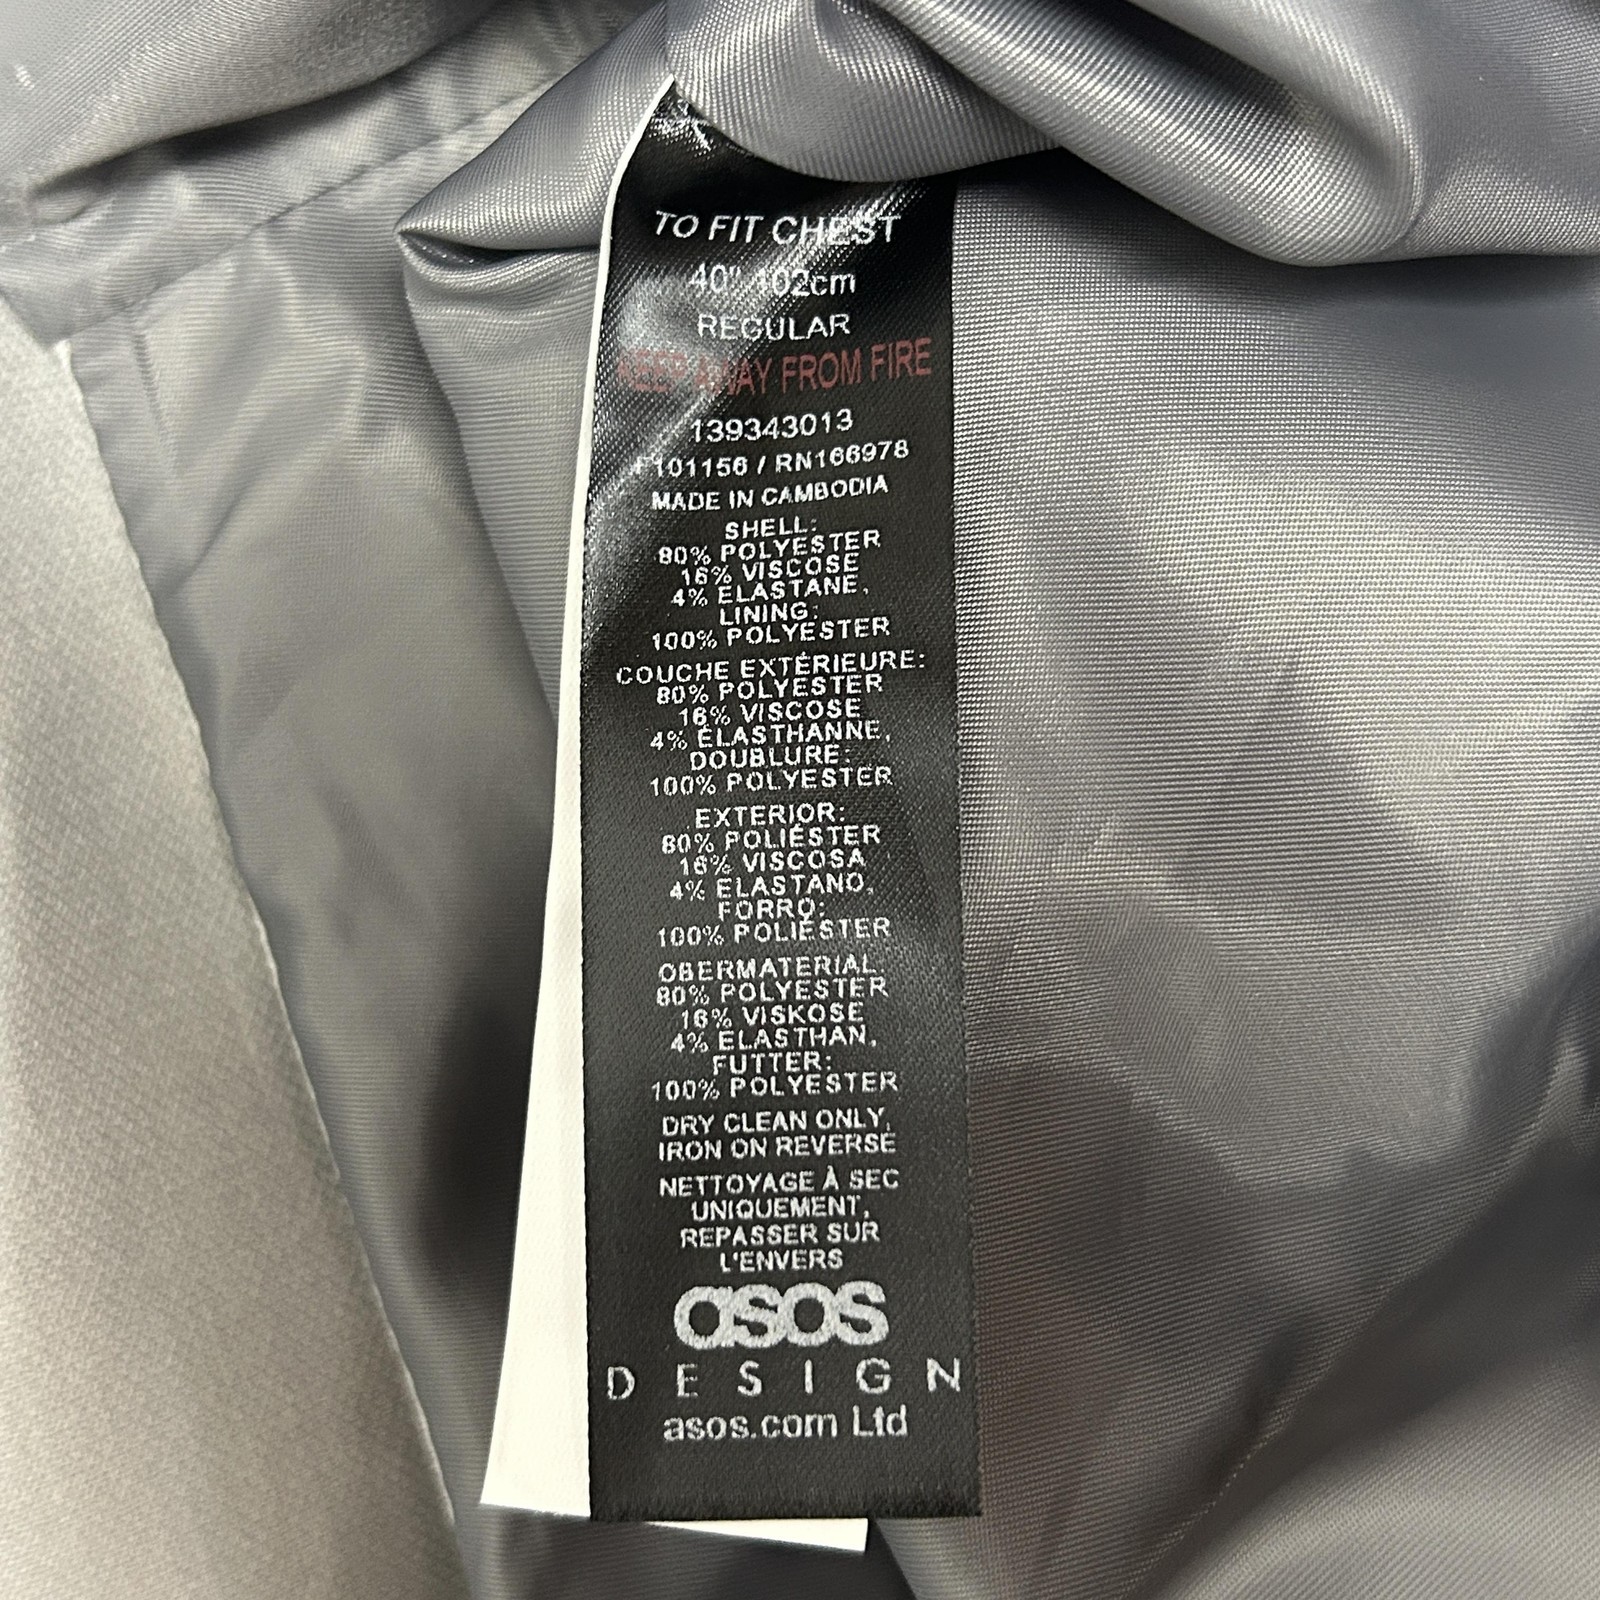 TO FIT CHEST
40" 102cm
REGULAR
KEEP AWAY FROM FIRE
139343013
F101156 / RN166978
MADE IN CAMBODIA
SHELL:
80% POLYESTER
16% VISCOSE
4% ELASTANE,
LINING:
100% POLYESTER
COUCHE EXTÉRIEURE:
80% POLYESTER
16% VISCOSE
4% ÉLASTHANNE,
DOUBLURE:
100% POLYESTER
EXTERIOR:
80% POLIÉSTER
16% VISCOSA
4% ELASTANO,
FORRO:
100% POLIÉSTER
OBERMATERIAL:
80% POLYESTER
16% VISKOSE
4% ELASTHAN,
FUTTER:
100% POLYESTER
DRY CLEAN ONLY,
IRON ON REVERSE
NETTOYAGE À SEC
UNIQUEMENT,
REPASSER SUR
L'ENVERS
asos
DESIGN
asos.com Ltd